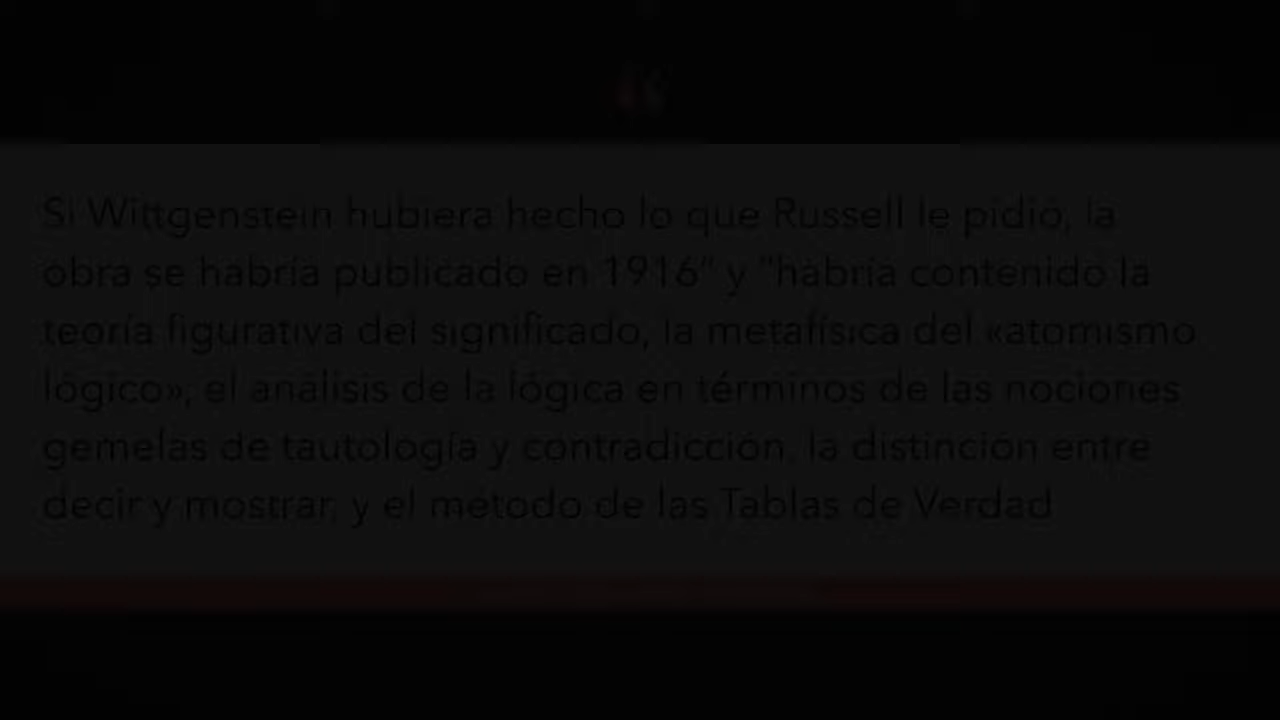 “
Si Wittgenstein hubiera hecho lo que Russell le pidió, la
obra se habría publicado en 1916” y “habría contenido la
teoría figurativa del significado, la metafísica del «atomismo
lógico», el análisis de la lógica en términos de las nociones
gemelas de tautología y contradicción, la distinción entre
decir y mostrar, y el método de las Tablas de Verdad